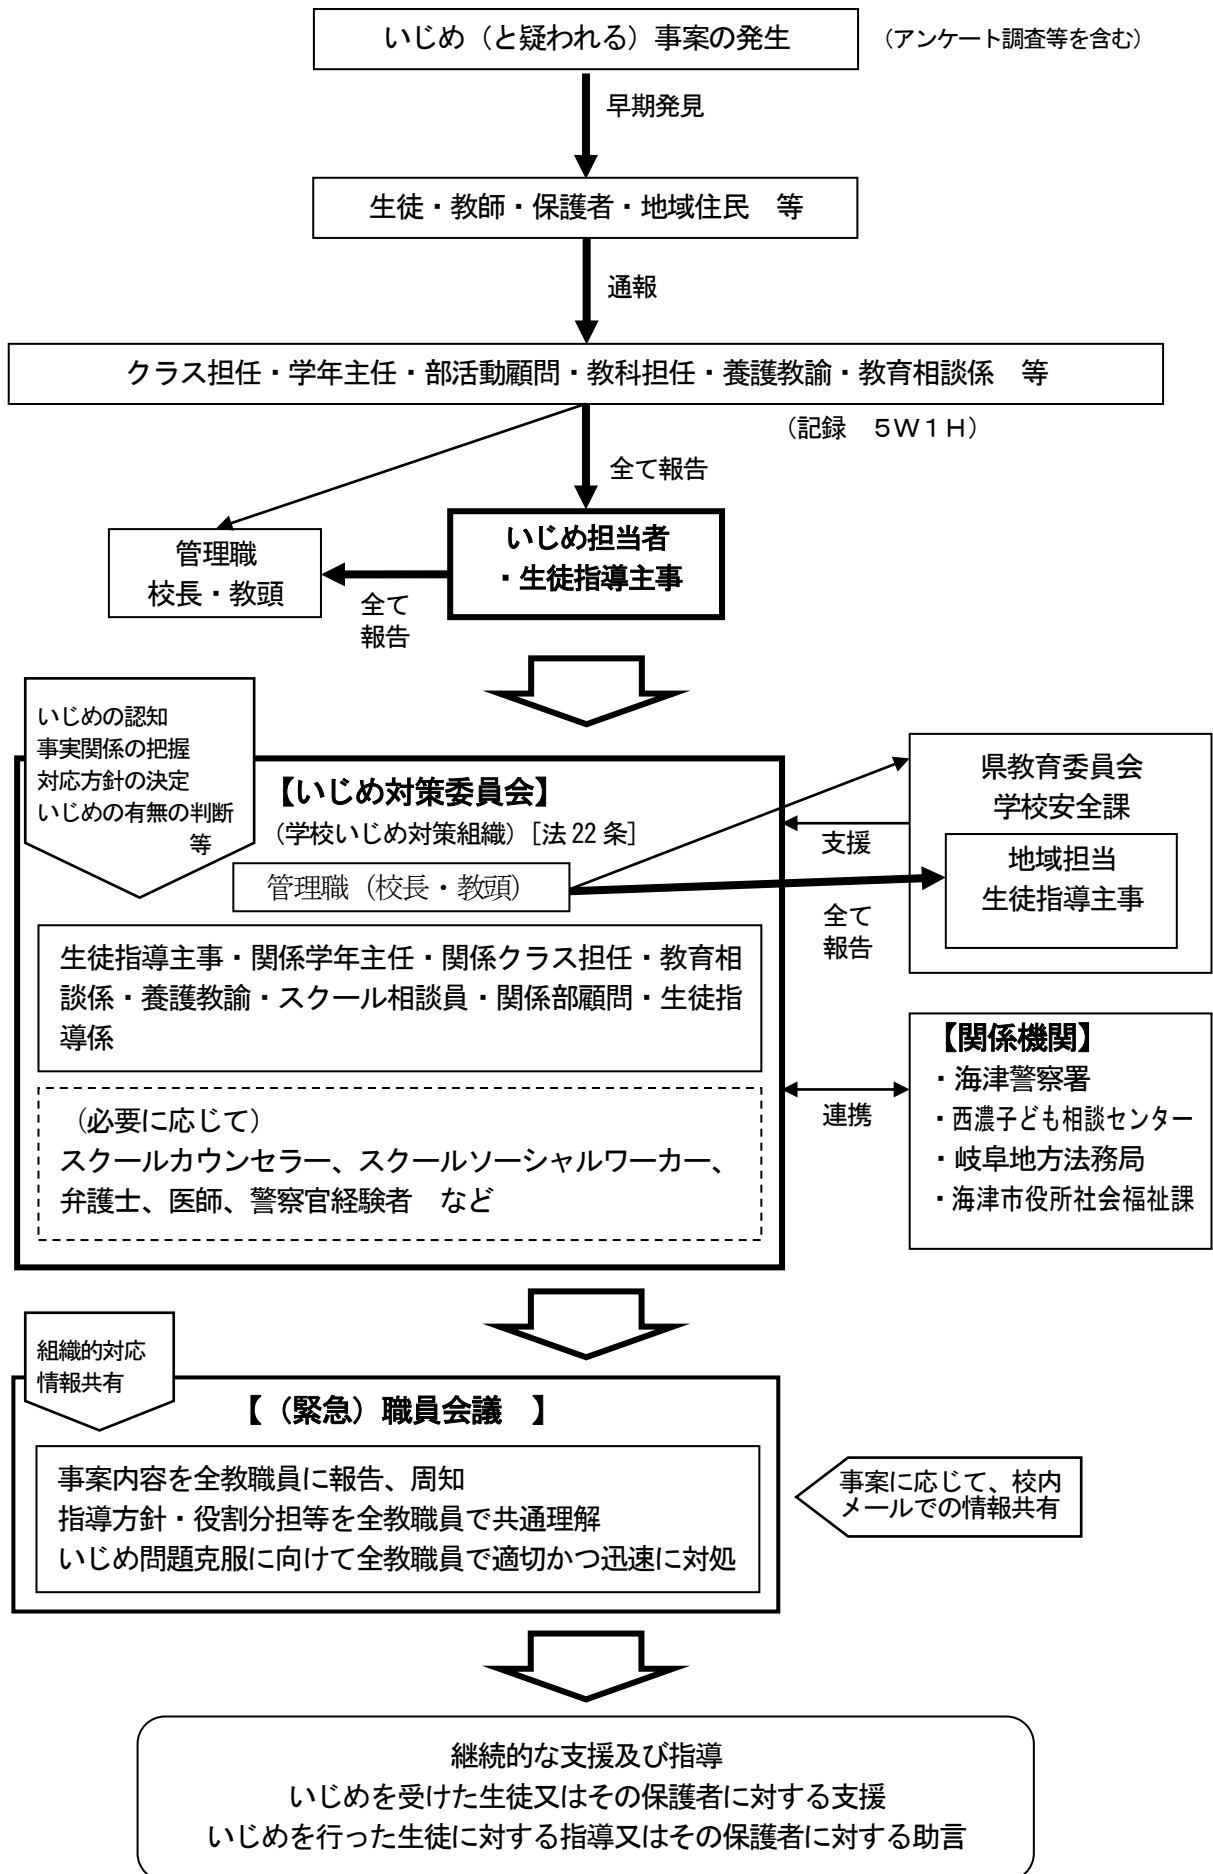 いじめ（と疑われる）事案の発生
（アンケート調査等を含む）
早期発見
生徒・教師・保護者・地域住民　等
通報
クラス担任・学年主任・部活動顧問・教科担任・養護教諭・教育相談係　等
（記録　５Ｗ１Ｈ）
全て報告
いじめ担当者
・生徒指導主事
管理職
校長・教頭
全て
報告
いじめの認知
事実関係の把握
対応方針の決定
いじめの有無の判断
等
【いじめ対策委員会】
（学校いじめ対策組織）［法22条］
管理職（校長・教頭）
県教育委員会
学校安全課
支援
地域担当
生徒指導主事
全て
報告
生徒指導主事・関係学年主任・関係クラス担任・教育相
談係・養護教諭・スクール相談員・関係部顧問・生徒指
導係
（必要に応じて）
スクールカウンセラー、スクールソーシャルワーカー、
弁護士、医師、警察官経験者　など
連携
【関係機関】
・海津警察署
・西濃子ども相談センター
・岐阜地方法務局
・海津市役所社会福祉課
組織的対応
情報共有
【（緊急）職員会議　】
事案内容を全教職員に報告、周知
指導方針・役割分担等を全教職員で共通理解
いじめ問題克服に向けて全教職員で適切かつ迅速に対処
事案に応じて、校内
メールでの情報共有
継続的な支援及び指導
いじめを受けた生徒又はその保護者に対する支援
いじめを行った生徒に対する指導又はその保護者に対する助言